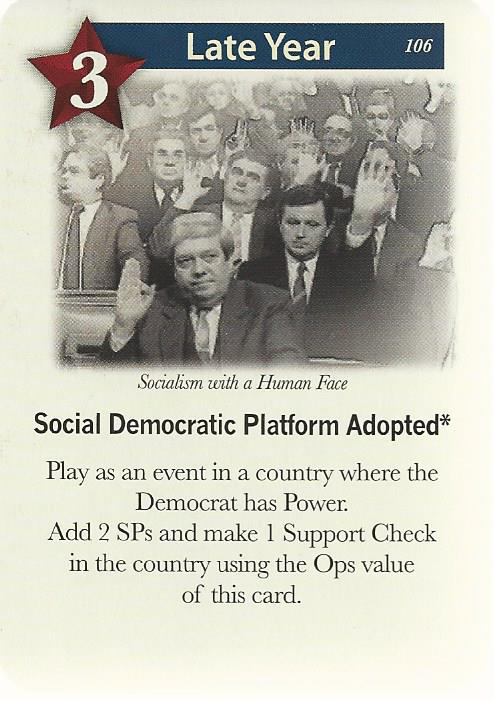 3
Late Year
106
Socialism with a Human Face
Social Democratic Platform Adopted*
Play as an event in a country where the
Democrat has Power.
Add 2 SPs and make 1 Support Check
in the country using the Ops value
of this card.